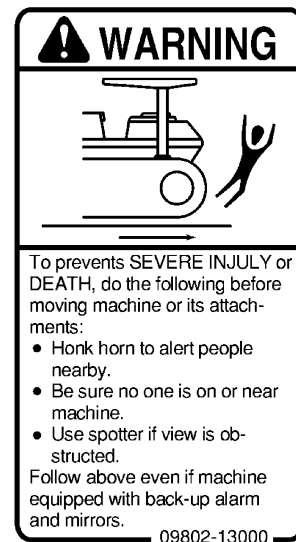 WARNING
To prevents SEVERE INJULY or
DEATH, do the following before
moving machine or its attach-
ments:
● Honk horn to alert people
nearby.
● Be sure no one is on or near
machine.
● Use spotter if view is ob-
structed.
Follow above even if machine
equipped with back-up alarm
and mirrors.
09802-13000